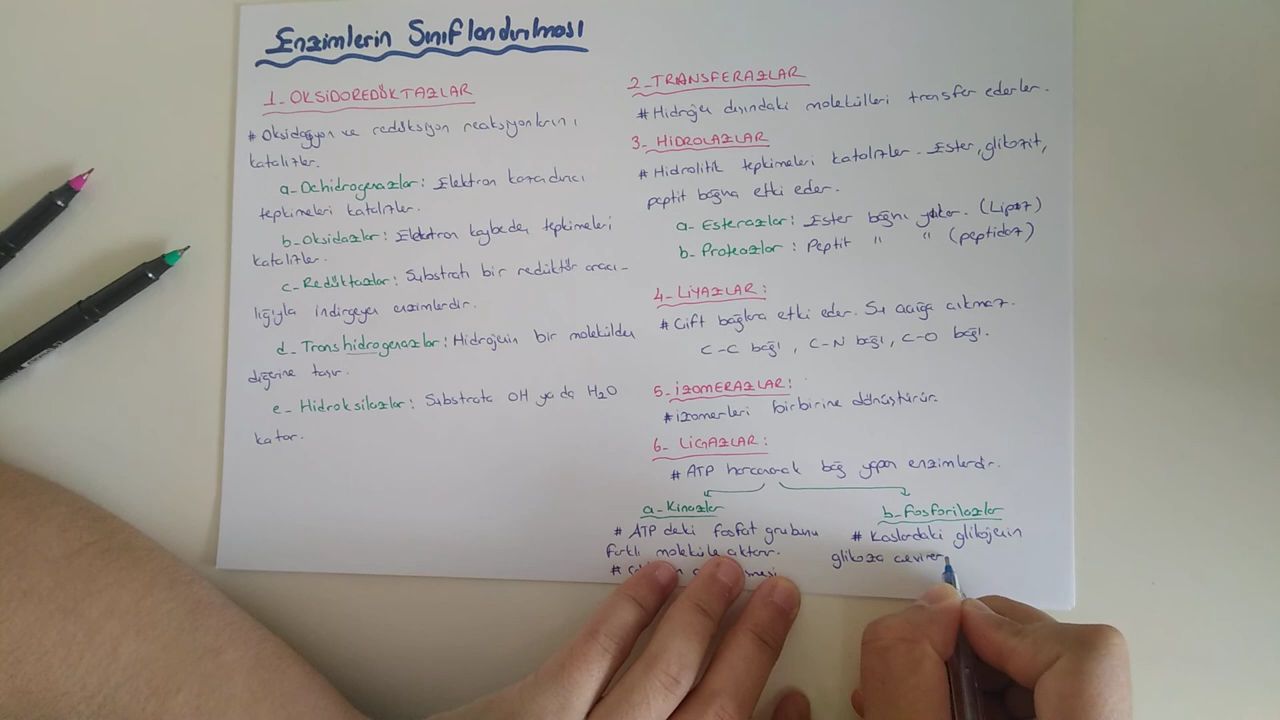 Enzimlerin Sınıflandırılması
1- OKSİDOREDÜKTAZLAR
# Oksidasyon ve redüksiyon reaksiyonlarını
katalizler.
a- Dehidrogenazlar: Elektron kazandırıcı
tepkimeleri katalizler.
b- Oksidazlar: Elektron kaybeden tepkimeleri
katalizler.
c- Redüktazlar: Substratı bir redüktör aracı-
lığıyla indirgeyen enzimlerdir.
d- Transhidrogenazlar: Hidrojenin bir molekülden
diğerine taşır.
e- Hidroksilazlar: Substrata OH ya da H2O
katar.
2- TRANSFERAZLAR
# Hidrojen dışındaki molekülleri transfer ederler.
3- HİDROLAZLAR
# Hidrolitik tepkimeleri katalizler. Ester, glikozit,
peptit bağına etki eder.
a- Esterazlar: Ester bağını yıkar. (Lipaz)
b- Proteazlar: Peptit " " (peptidaz)
4- LİYAZLAR:
# Çift bağlara etki eder. Su açığa çıkmaz.
C-C bağı, C-N bağı, C-O bağı.
5- İZOMERAZLAR:
# izomerleri birbirine dönüştürür.
6- LİGAZLAR:
# ATP harcanarak bağ yapan enzimlerdir.
a- Kinazlar
# ATP deki fosfat grubunu
farklı moleküle aktarır.
#
b- Fosforilazlar
# Kaslardaki glikojenin
glikoza çevirer